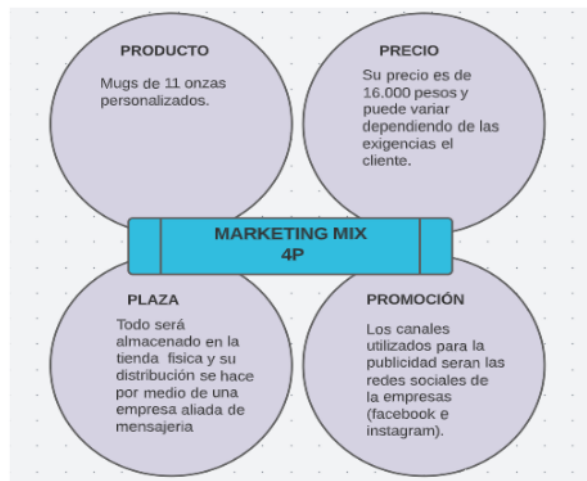 PRODUCTO
Mugs de 11 onzas
personalizados.
PRECIO
Su precio es de
16.000 pesos y
puede variar
dependiendo de las
exigencias el
cliente.
MARKETING MIX
4P
PLAZA
Todo será
almacenado en la
tienda fisica y su
distribución se hace
por medio de una
empresa aliada de
mensajeria
PROMOCIÓN
Los canales
utilizados para la
publicidad seran las
redes sociales de
la empresas
(facebook e
instagram).